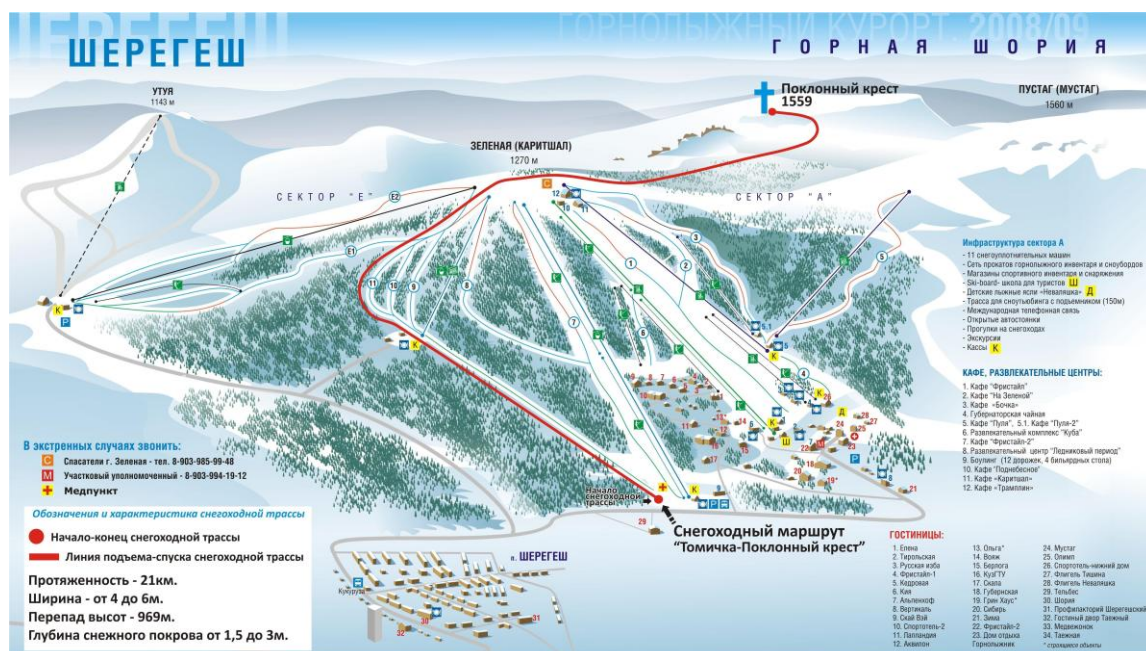 ШЕРЕГЕШ
ГОРНОЛЫЖНЫЙ КУРОРТ. 2008/09
ШЕРЕГЕШ
ГОРНАЯ ШОРИЯ
УТУЯ
1143 м
Поклонный крест
1559
ПУСТАГ (МУСТАГ)
1560 м
ЗЕЛЕНАЯ (КАРИТШАЛ)
1270 м
СЕКТОР "Е"
СЕКТОР "А"
Инфраструктура сектора А
- 11 снегоуплотнительных машин
- Сеть прокатов горнолыжного инвентаря и сноубордов
- Магазины спортивного инвентаря и снаряжения
- Ski-board- школа для туристов Ш
- Детские лыжные ясли «Неваляшка» Д
- Трасса для сноутьюбинга с подъемником (150м)
- Международная телефонная связь
- Открытые автостоянки
- Прогулки на снегоходах
- Экскурсии
- Кассы К
КАФЕ, РАЗВЛЕКАТЕЛЬНЫЕ ЦЕНТРЫ:
1. Кафе "Фристайл"
2. Кафе "На Зеленой"
3. Кафе «Бочка»
4. Губернаторская чайная
5. Кафе "Пуля", 5.1. Кафе "Пуля-2"
6. Развлекательный комплекс "Куба"
7. Кафе "Фристайл-2"
8. Развлекательный центр "Ледниковый период"
9. Боулинг (12 дорожек, 4 бильярдных стола)
10. Кафе "Поднебесное"
11. Кафе «Каритшал»
12. Кафе «Трамплин»
В экстренных случаях звонить:
С Спасатели г. Зеленая - тел. 8-903-985-99-48
М Участковый уполномоченный - 8-903-994-19-12
Медпункт
Обозначения и характеристика снегоходной трассы
Начало-конец снегоходной трассы
Линия подъема-спуска снегоходной трассы
Протяженность - 21км.
Ширина - от 4 до 6м.
Перепад высот - 969м.
Глубина снежного покрова от 1,5 до 3м.
Начало
снегоходной
трассы
Снегоходный маршрут
"Томичка-Поклонный крест"
п. ШЕРЕГЕШ
Кукуруза
ГОСТИНИЦЫ:
1. Елена
2. Тирольская
3. Русская изба
4. Фристайл-1
5. Кедровая
6. Кия
7. Альпенхоф
8. Вертикаль
9. Скай Вэй
10. Спортотель-2
11. Лапландия
12. Аквилон
13. Ольга*
14. Вояж
15. Берлога
16. КузГТУ
17. Скала
18. Губернская
19. Грин Хаус*
20. Сибирь
21. Зима
22. Фристайл-2
23. Дом отдыха
Горнолыжник
24. Мустаг
25. Олимп
26. Спортотель-нижний дом
27. Флигель Тишина
28. Флигель Неваляшка
29. Тельбес
30. Шория
31. Профилакторий Шерегешский
32. Гостиный двор Таежный
33. Медвежонок
34. Таежная
* строящиеся объекты